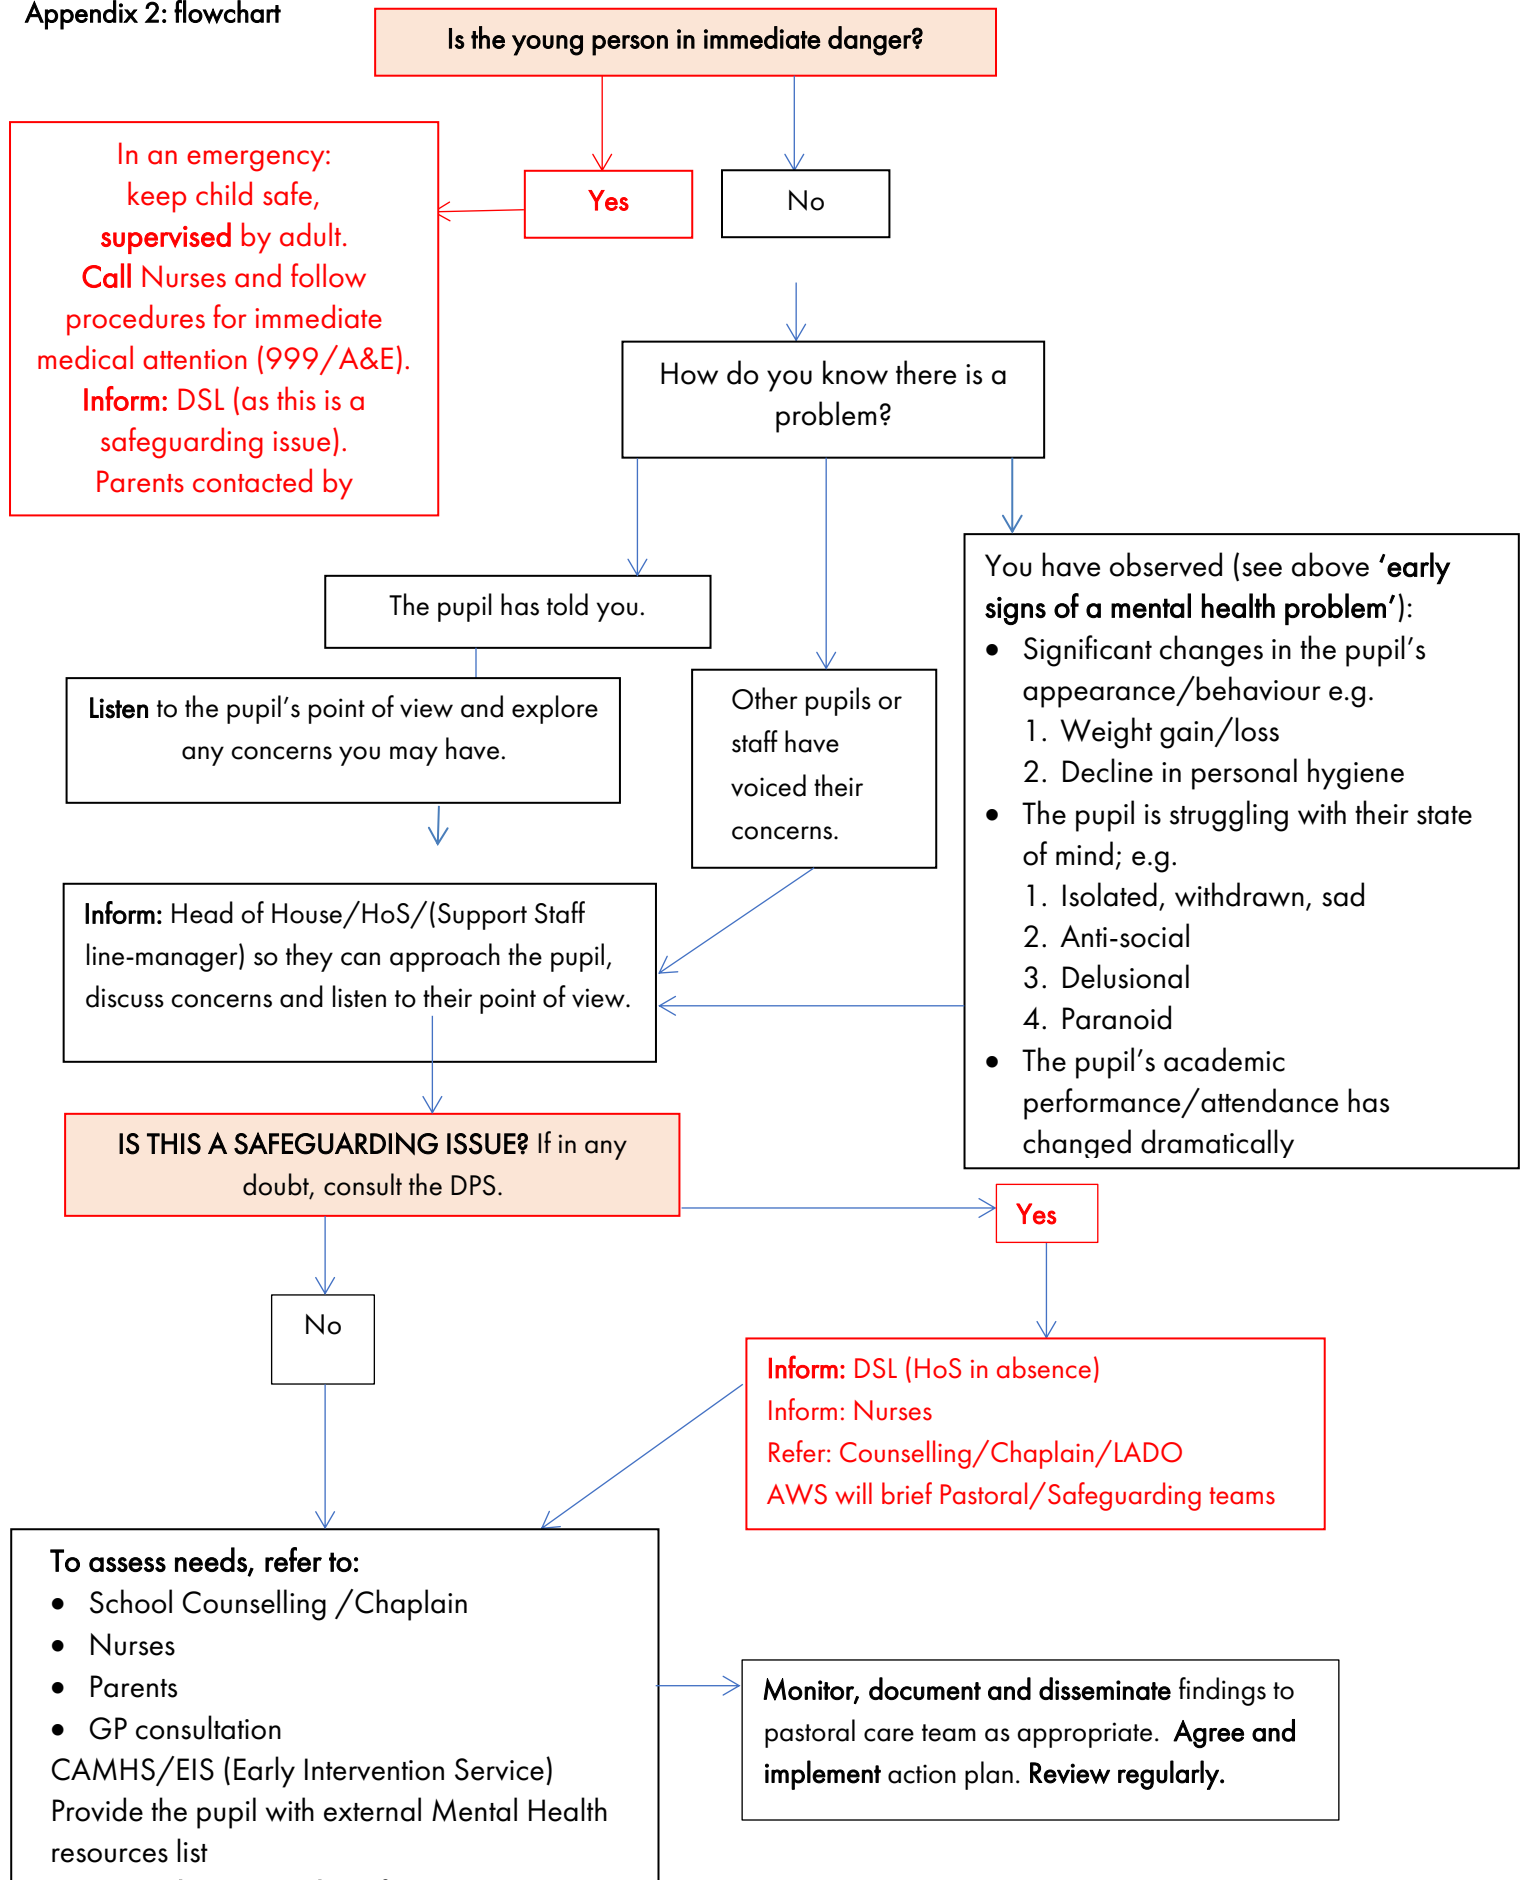 Appendix 2: flowchart
Is the young person in immediate danger?
In an emergency:
keep child safe,
supervised by adult.
Call Nurses and follow
procedures for immediate
medical attention (999/A&E).
Inform: DSL (as this is a
safeguarding issue).
Parents contacted by
Yes
No
How do you know there is a
problem?
The pupil has told you.
Listen to the pupil’s point of view and explore
any concerns you may have.
Other pupils or
staff have
voiced their
concerns.
You have observed (see above ‘early
signs of a mental health problem’):
• Significant changes in the pupil’s
appearance/behaviour e.g.
1. Weight gain/loss
2. Decline in personal hygiene
• The pupil is struggling with their state
of mind; e.g.
1. Isolated, withdrawn, sad
2. Anti-social
3. Delusional
4. Paranoid
• The pupil’s academic
performance/attendance has
changed dramatically
Inform: Head of House/HoS/(Support Staff
line-manager) so they can approach the pupil,
discuss concerns and listen to their point of view.
IS THIS A SAFEGUARDING ISSUE? If in any
doubt, consult the DPS.
Yes
No
Inform: DSL (HoS in absence)
Inform: Nurses
Refer: Counselling/Chaplain/LADO
AWS will brief Pastoral/Safeguarding teams
To assess needs, refer to:
• School Counselling /Chaplain
• Nurses
• Parents
• GP consultation
CAMHS/EIS (Early Intervention Service)
Provide the pupil with external Mental Health
resources list
Monitor, document and disseminate findings to
pastoral care team as appropriate. Agree and
implement action plan. Review regularly.